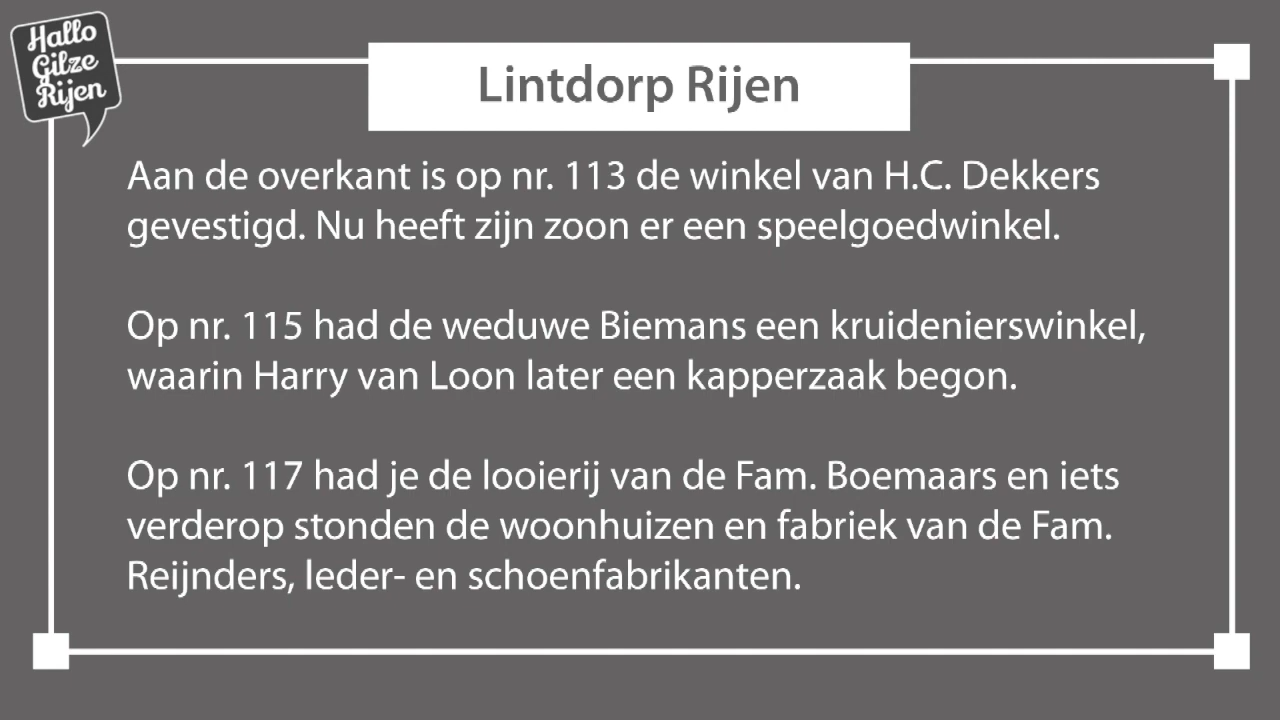 Hallo
Gilze
Rijen
Lintdorp Rijen
Aan de overkant is op nr. 113 de winkel van H.C. Dekkers
gevestigd. Nu heeft zijn zoon er een speelgoedwinkel.
Op nr. 115 had de weduwe Biemans een kruidenierswinkel,
waarin Harry van Loon later een kapperzaak begon.
Op nr. 117 had je de looierij van de Fam. Boemaars en iets
verderop stonden de woonhuizen en fabriek van de Fam.
Reijnders, leder- en schoenfabrikanten.